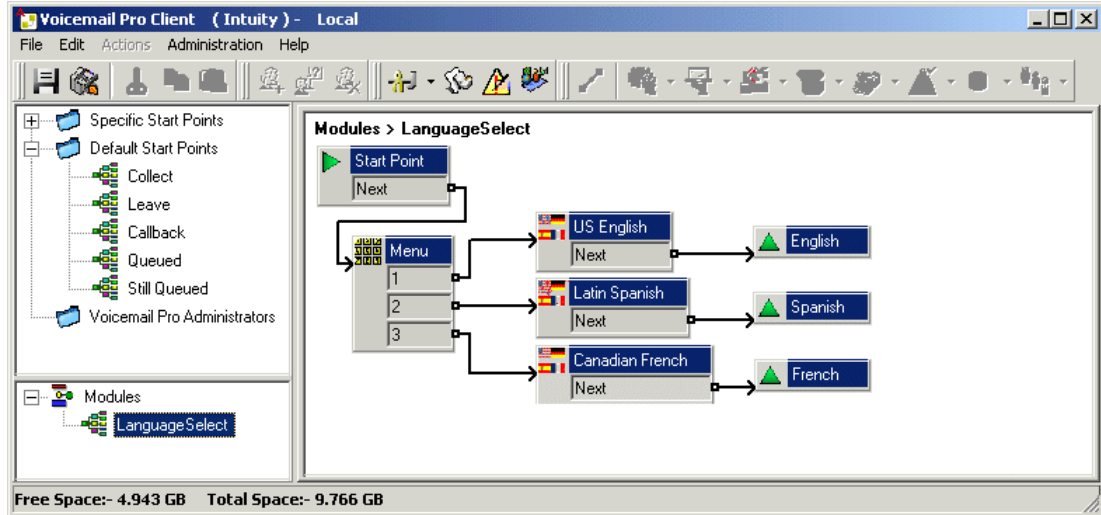 Voicemail Pro Client ( Intuity ) - Local
File Edit Actions Administration Help
Specific Start Points
Default Start Points
Collect
Leave
Callback
Queued
Still Queued
Voicemail Pro Administrators
Modules
LanguageSelect
Modules > LanguageSelect
Start Point
Next
Menu
1
2
3
US English
Next
English
Latin Spanish
Next
Spanish
Canadian French
Next
French
Free Space:- 4.943 GB Total Space:- 9.766 GB